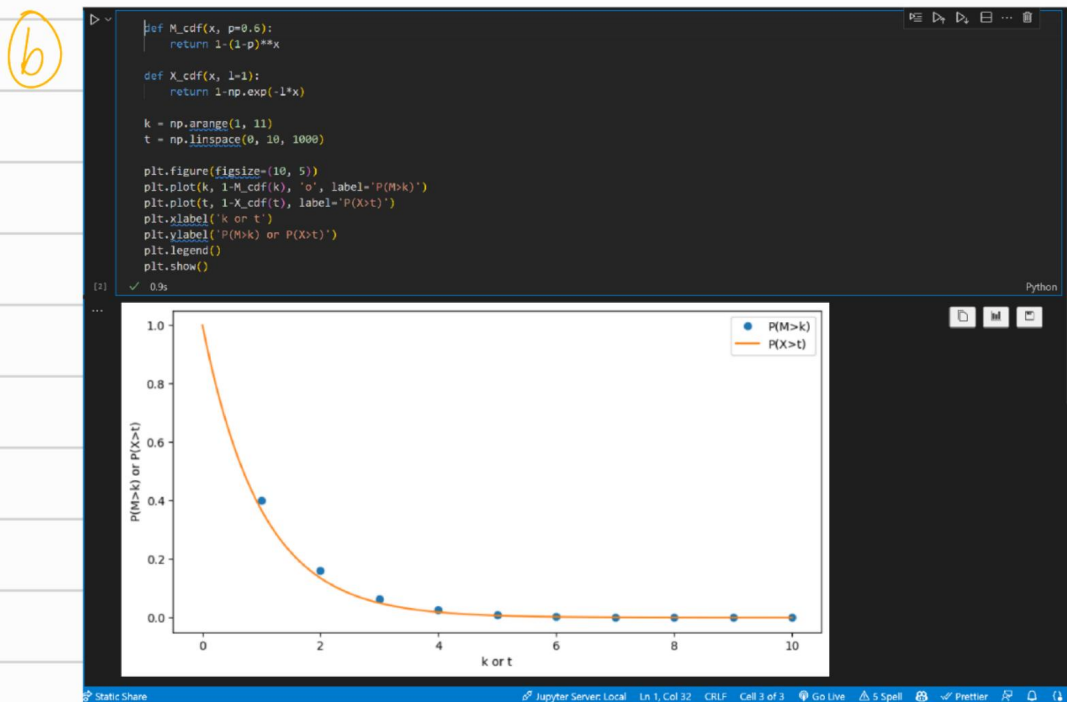 b
def M_cdf(x, p=0.6):
return 1-(1-p)**x
def X_cdf(x, l=1):
return 1-np.exp(-l*x)
k = np.arange(1, 11)
t = np.linspace(0, 10, 1000)
plt.figure(figsize=(10, 5))
plt.plot(k, 1-M_cdf(k), 'o', label='P(M>k)')
plt.plot(t, 1-X_cdf(t), label='P(X>t)')
plt.xlabel('k or t')
plt.ylabel('P(M>k) or P(X>t)')
plt.legend()
plt.show()
[2] ✓ 0.9s Python
P(M>k)
P(X>t)
1.0
0.8
0.6
0.4
0.2
0.0
P(M>k) or P(X>t)
0 2 4 6 8 10
k or t
Static Share Jupyter Server: Local Ln 1, Col 32 CRLF Cell 3 of 3 Go Live 5 Spell Prettier